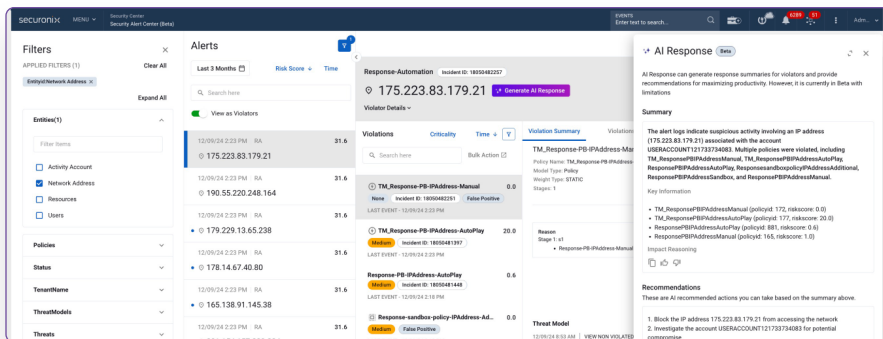 securonix
MENU
Security Center
Security Alert Center (Beta)
EVENTS
Enter text to search...
6289
51
Adm...
Filters
APPLIED FILTERS (1)
Clear All
Entityid:Network Address ×
Expand All
Entities(1)
Filter Items
Activity Account
Network Address
Resources
Users
Policies
Status
TenantName
ThreatModels
Threats
Alerts
Last 3 Months
Risk Score
Time
Search here
View as Violators
12/09/24 2:23 PM RA 31.6
175.223.83.179.21
12/09/24 2:23 PM RA 31.6
190.55.220.248.164
12/09/24 2:23 PM RA 31.6
179.229.13.65.238
12/09/24 2:23 PM RA 31.6
178.14.67.40.80
12/09/24 2:23 PM RA 31.6
165.138.91.145.38
12/09/24 2:23 PM RA 31.6
Response-Automation Incident ID: 18050482257
175.223.83.179.21
Generate AI Response
Violator Details
Violations
Criticality
Time
Search here
Bulk Action
TM_Response-PB-IPAddress-Manual 0.0
None Incident ID: 18050482251 False Positive
LAST EVENT - 12/09/24 2:23 PM
TM_Response-PB-IPAddress-AutoPlay 20.0
Medium Incident ID: 18050481397
LAST EVENT - 12/09/24 2:23 PM
Response-PB-IPAddress-AutoPlay 0.6
Medium Incident ID: 18050481448
LAST EVENT - 12/09/24 2:18 PM
Response-sandbox-policy-IPAddress-Ad... 0.0
Medium False Positive
Violation Summary
Violation
TM_Response-PB-IPAddress-Mar
Policy Name: TM_Response-PB-IPAddress-
Model Type: Policy
Weight Type: STATIC
Stages: 1
Reason
Stage 1: s1
• Response-PB-IPAddress-Manual
Threat Model
12/09/24 8:53 AM | VIEW NON VIOLATED
AI Response Beta
AI Response can generate response summaries for violators and provide
recommendations for maximizing productivity. However, it is currently in Beta with
limitations
Summary
The alert logs indicate suspicious activity involving an IP address
(175.223.83.179.21) associated with the account
USERACCOUNT121733734083. Multiple policies were violated, including
TM_ResponsePBIPAddressManual, TM_ResponsePBIPAddressAutoPlay,
ResponsePBIPAddressAutoPlay, ResponsesandboxpolicyIPAddressAdditional,
ResponsePBIPAddressSandbox, and ResponsePBIPAddressManual.
Key Information
• TM_ResponsePBIPAddressManual (policyid: 172, riskscore: 0.0)
• TM_ResponsePBIPAddressAutoPlay (policyid: 177, riskscore: 20.0)
• ResponsePBIPAddressAutoPlay (policyid: 881, riskscore: 0.6)
• ResponsePBIPAddressManual (policyid: 165, riskscore: 1.0)
Impact Reasoning
Recommendations
These are AI recommended actions you can take based on the summary above.
1. Block the IP address 175.223.83.179.21 from accessing the network
2. Investigate the account USERACCOUNT121733734083 for potential
compromise